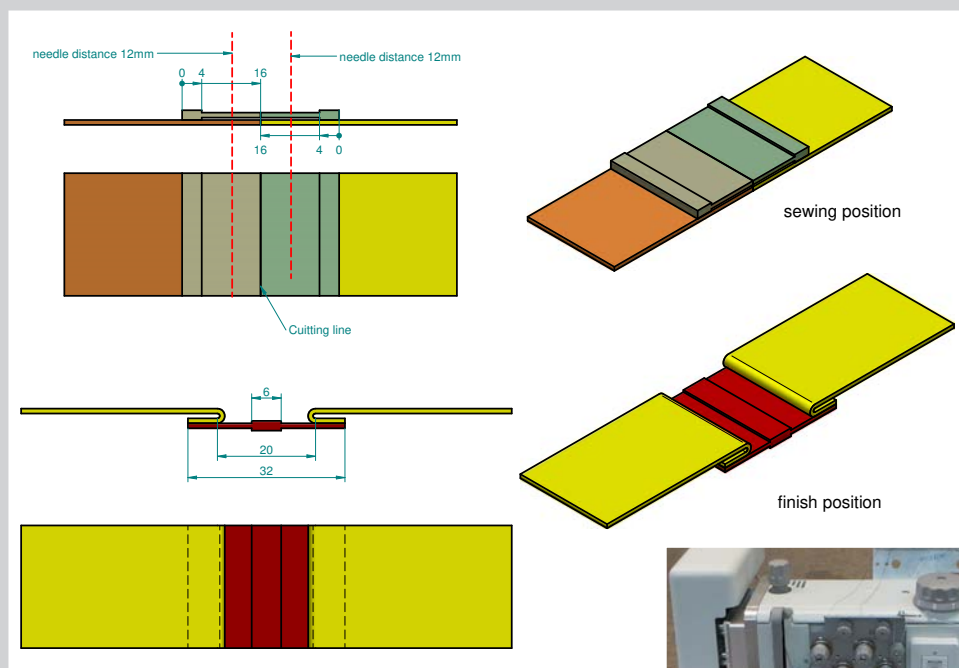 needle distance 12mm
needle distance 12mm
0 4 16
16 4 0
sewing position
Cuitting line
6
20
32
finish position